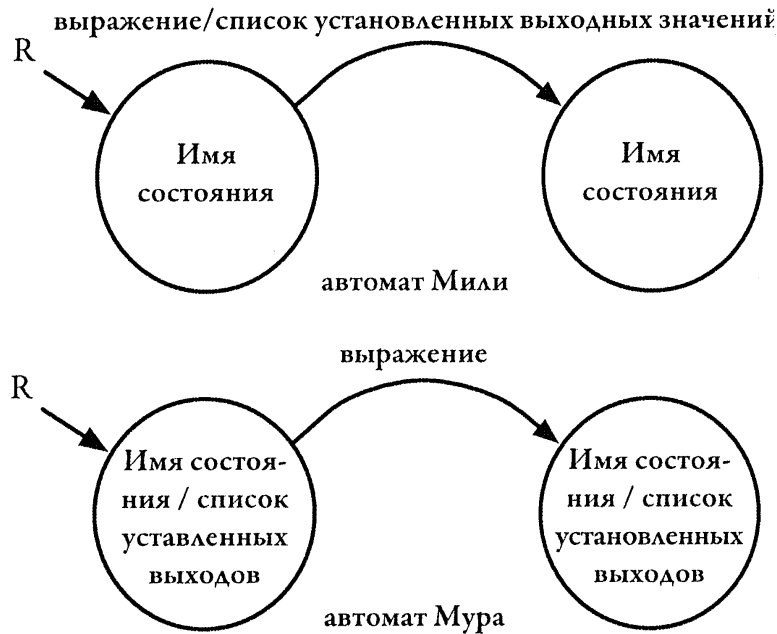 выражение/список установленных выходных значений
R
Имя
состояния
Имя
состояния
автомат Мили
выражение
R
Имя состоя-
ния / список
уставленных
выходов
Имя состоя-
ния / список
установленных
выходов
автомат Мура